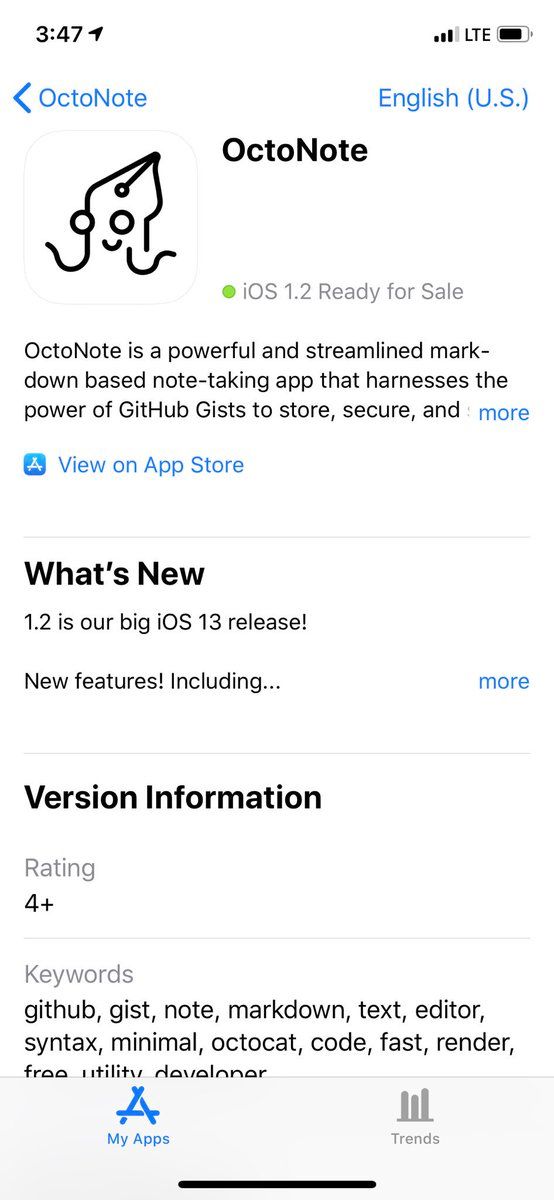 3:47
LTE
OctoNote
English (U.S.)
OctoNote
iOS 1.2 Ready for Sale
OctoNote is a powerful and streamlined mark-
down based note-taking app that harnesses the
power of GitHub Gists to store, secure, and more
View on App Store
What's New
1.2 is our big iOS 13 release!
New features! Including...
more
Version Information
Rating
4+
Keywords
github, gist, note, markdown, text, editor,
syntax, minimal, octocat, code, fast, render,
free, utility, developer
My Apps
Trends